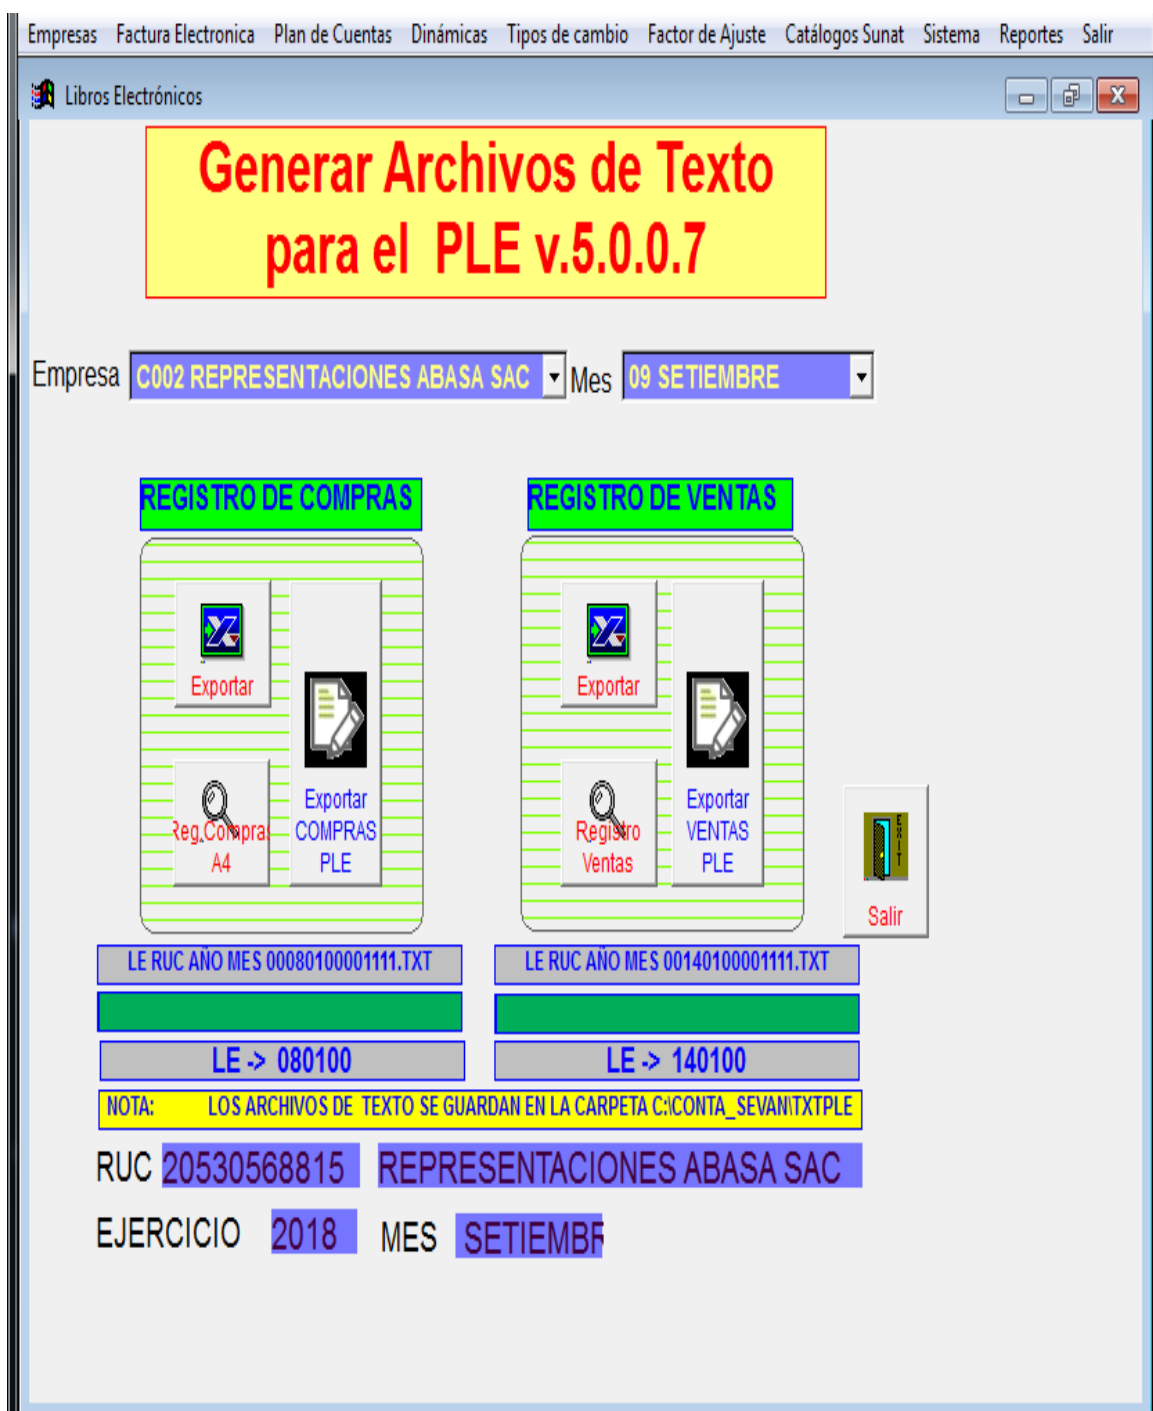 Empresas Factura Electronica Plan de Cuentas Dinámicas Tipos de cambio Factor de Ajuste Catálogos Sunat Sistema Reportes Salir
Libros Electrónicos
Generar Archivos de Texto
para el PLE v.5.0.0.7
Empresa C002 REPRESENTACIONES ABASA SAC Mes 09 SETIEMBRE
REGISTRO DE COMPRAS
Exportar
Reg.Compras
A4
Exportar
COMPRAS
PLE
REGISTRO DE VENTAS
Exportar
Registro
Ventas
Exportar
VENTAS
PLE
EXIT
Salir
LE RUC AÑO MES 00080100001111.TXT
LE RUC AÑO MES 00140100001111.TXT
LE -> 080100
LE -> 140100
NOTA: LOS ARCHIVOS DE TEXTO SE GUARDAN EN LA CARPETA C:\CONTA_SEVAN\TXTPLE
RUC 20530568815 REPRESENTACIONES ABASA SAC
EJERCICIO 2018 MES SETIEMBR